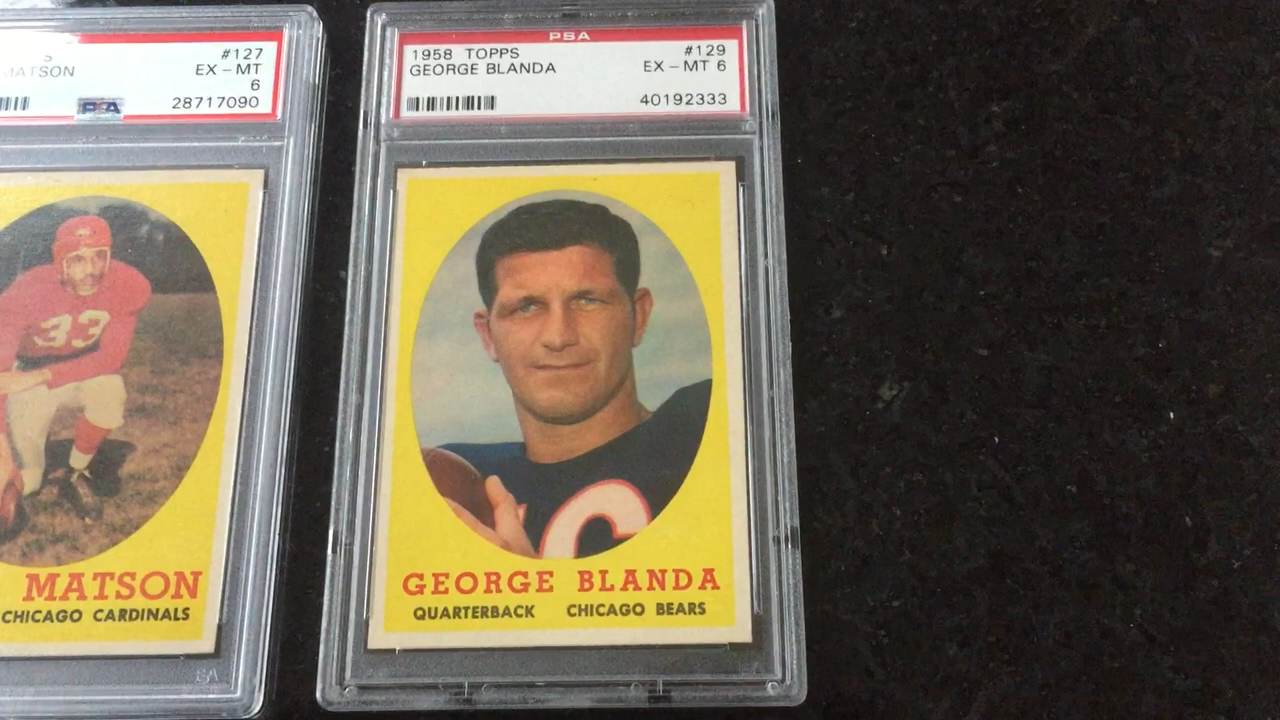 #127
MATSON
EX-MT
6
28717090
PSA
33
MATSON
CHICAGO CARDINALS
PSA
1958 TOPPS
#129
GEORGE BLANDA
EX-MT 6
40192333
GEORGE BLANDA
QUARTERBACK CHICAGO BEARS